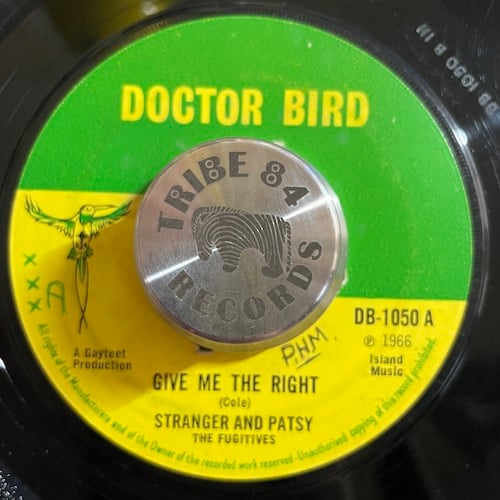 DOCTOR BIRD
TRIBE 84
RECORDS
XXX
A
DB-1050 A
℗ 1966
Island
Music
A Gayfeet
Production
P.H.M.
GIVE ME THE RIGHT
(Cole)
STRANGER AND PATSY
THE FUGITIVES
All rights of the Manufacturers and of the Owner of the recorded work reserved - Unauthorised copying of this record prohibited.